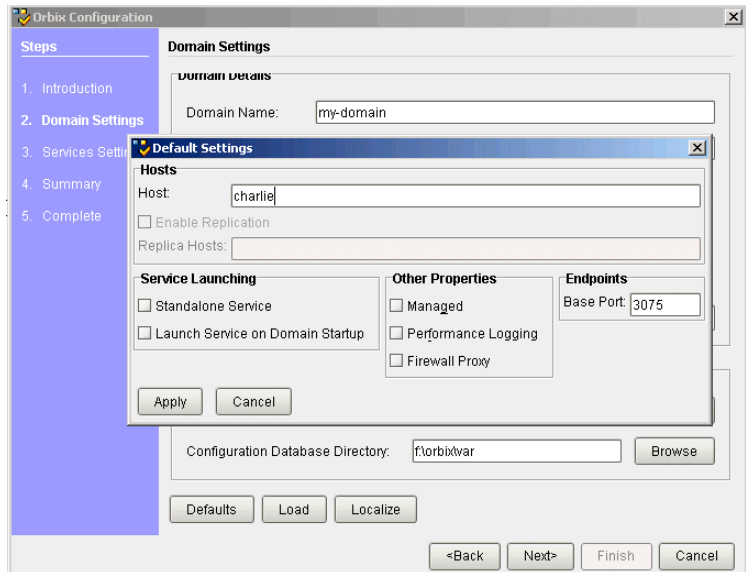 Orbix Configuration
Steps
1. Introduction
2. Domain Settings
3. Services Settin
4. Summary
5. Complete
Domain Settings
Domain Details
Domain Name: my-domain
Default Settings
Hosts
Host: charlie
Enable Replication
Replica Hosts:
Service Launching
Standalone Service
Launch Service on Domain Startup
Other Properties
Managed
Performance Logging
Firewall Proxy
Endpoints
Base Port: 3075
Apply Cancel
Configuration Database Directory: f:\orbix\var Browse
Defaults Load Localize
<Back Next> Finish Cancel